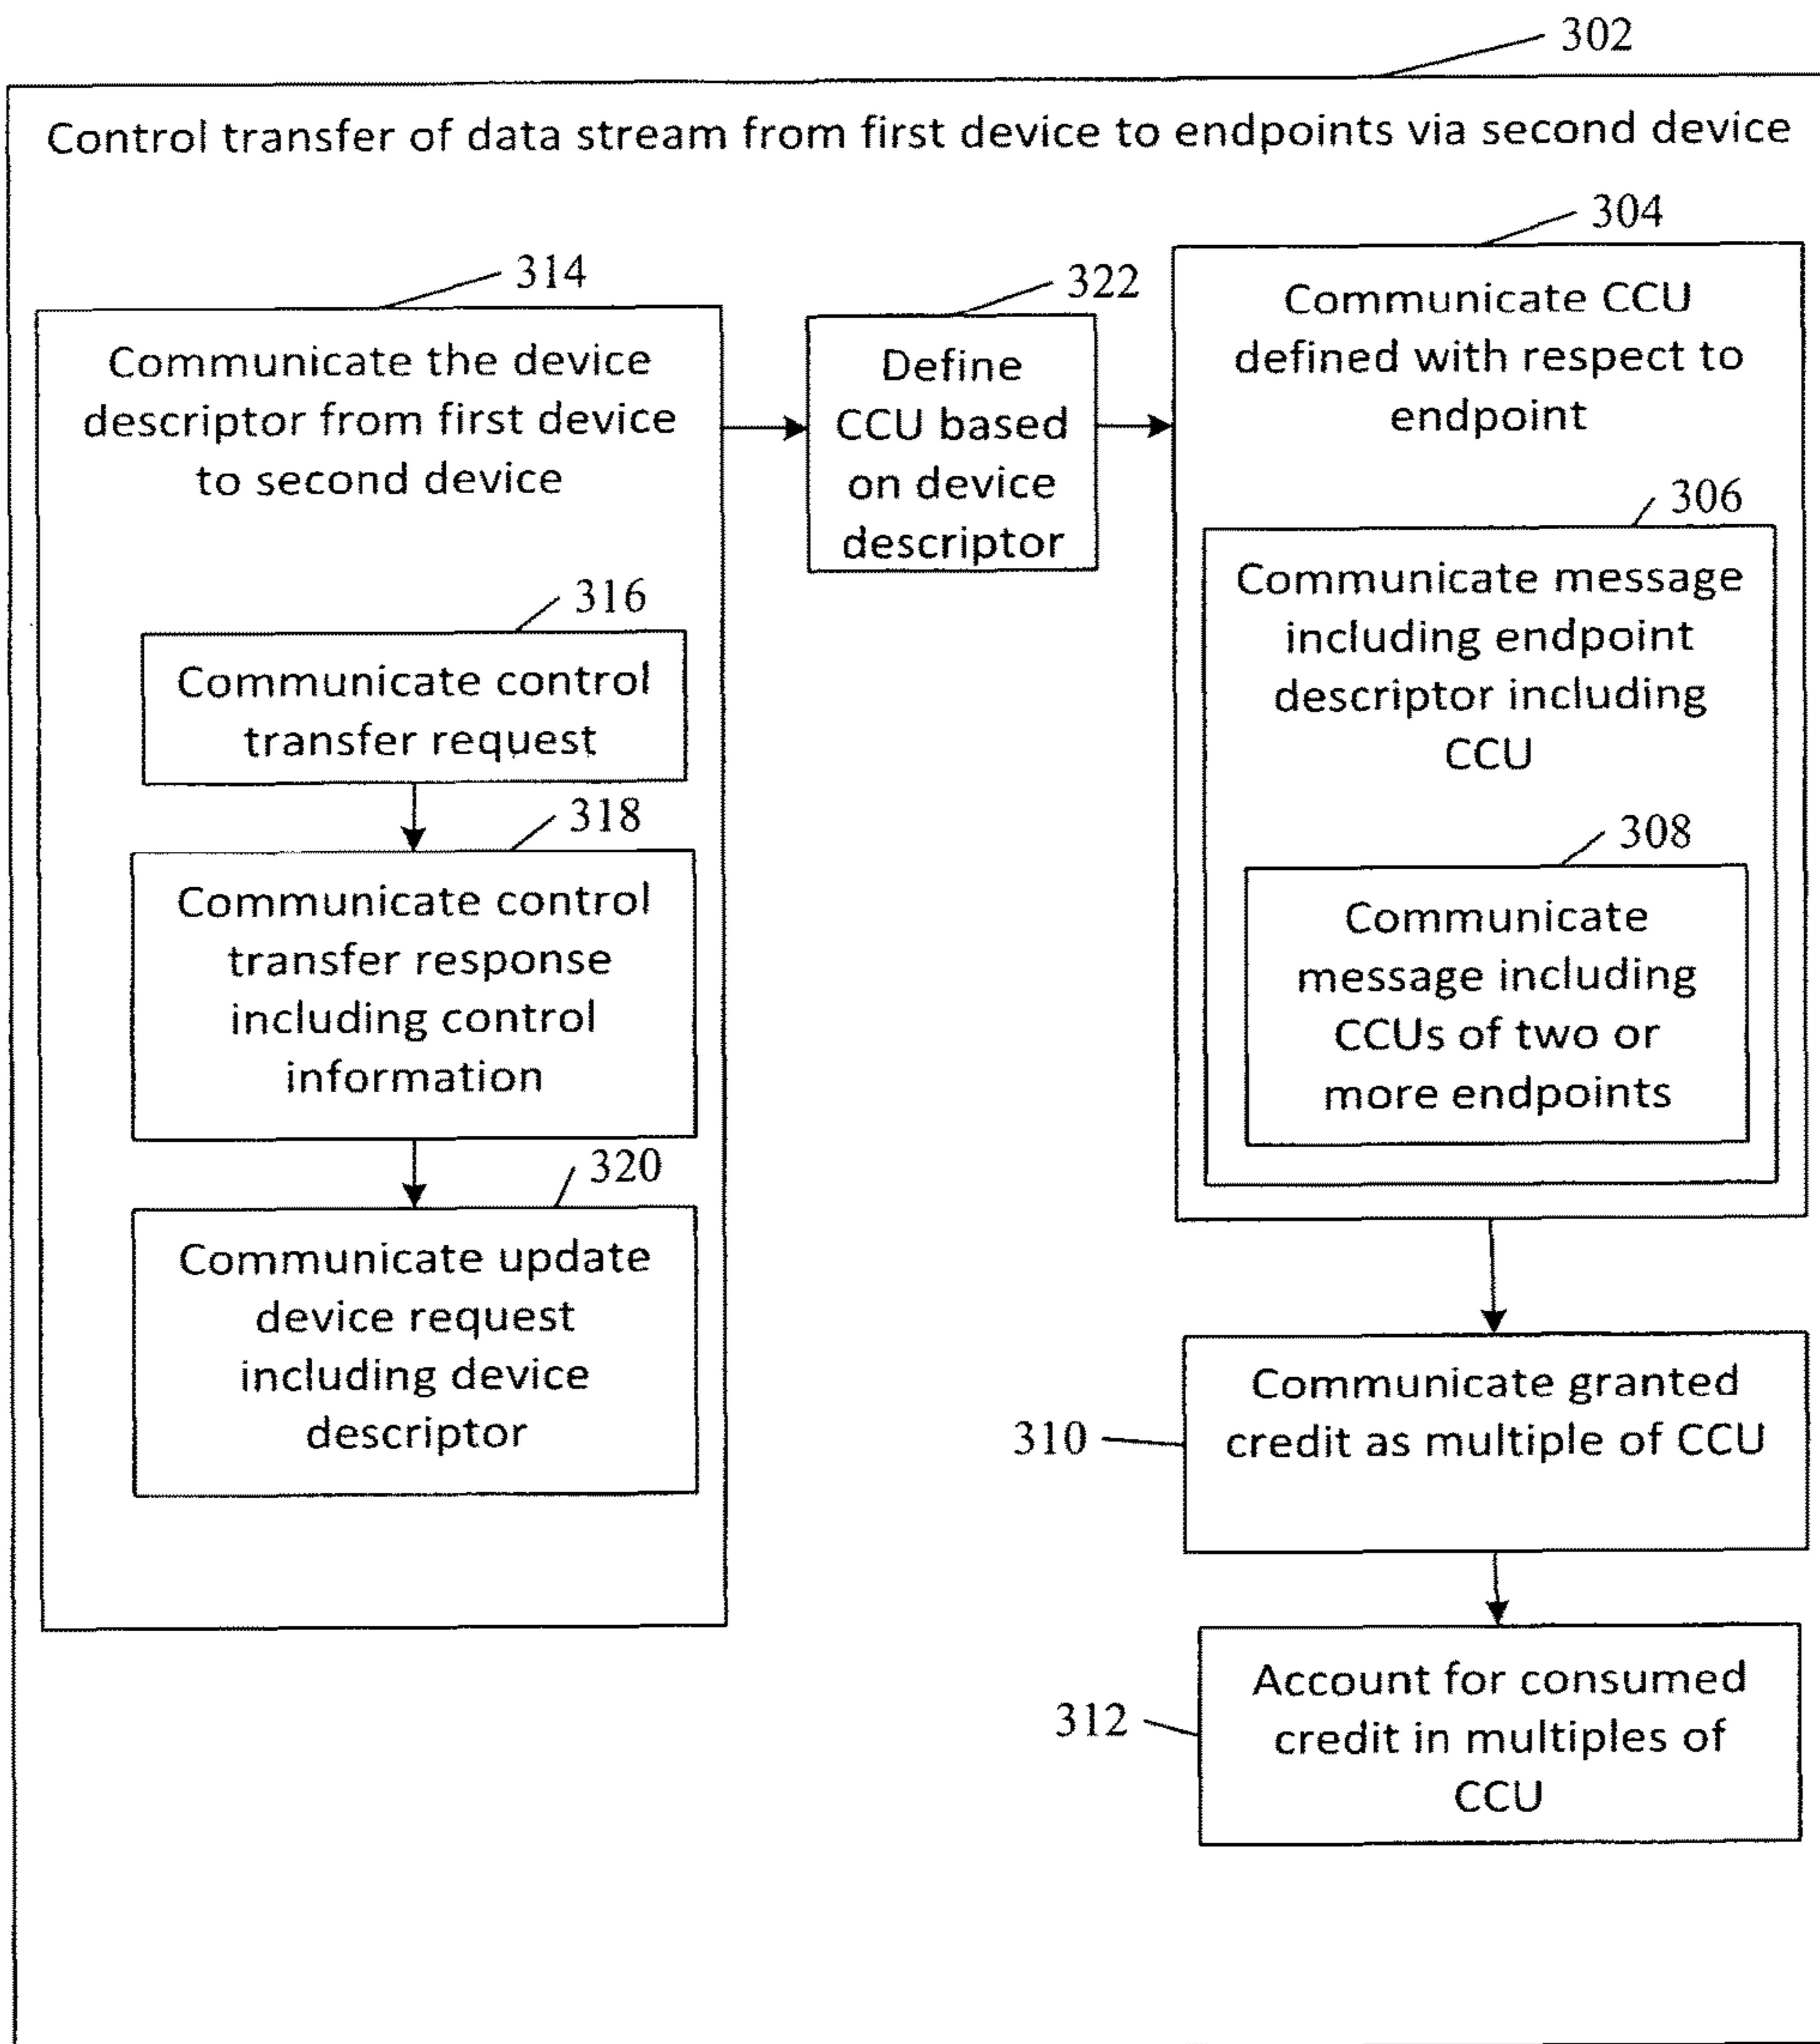 302
Control transfer of data stream from first device to endpoints via second device
314
Communicate the device
descriptor from first device
to second device
316
Communicate control
transfer request
318
Communicate control
transfer response
including control
information
320
Communicate update
device request
including device
descriptor
322
Define
CCU based
on device
descriptor
304
Communicate CCU
defined with respect to
endpoint
306
Communicate message
including endpoint
descriptor including
CCU
308
Communicate
message including
CCUs of two or
more endpoints
310
Communicate granted
credit as multiple of CCU
312
Account for consumed
credit in multiples of
CCU